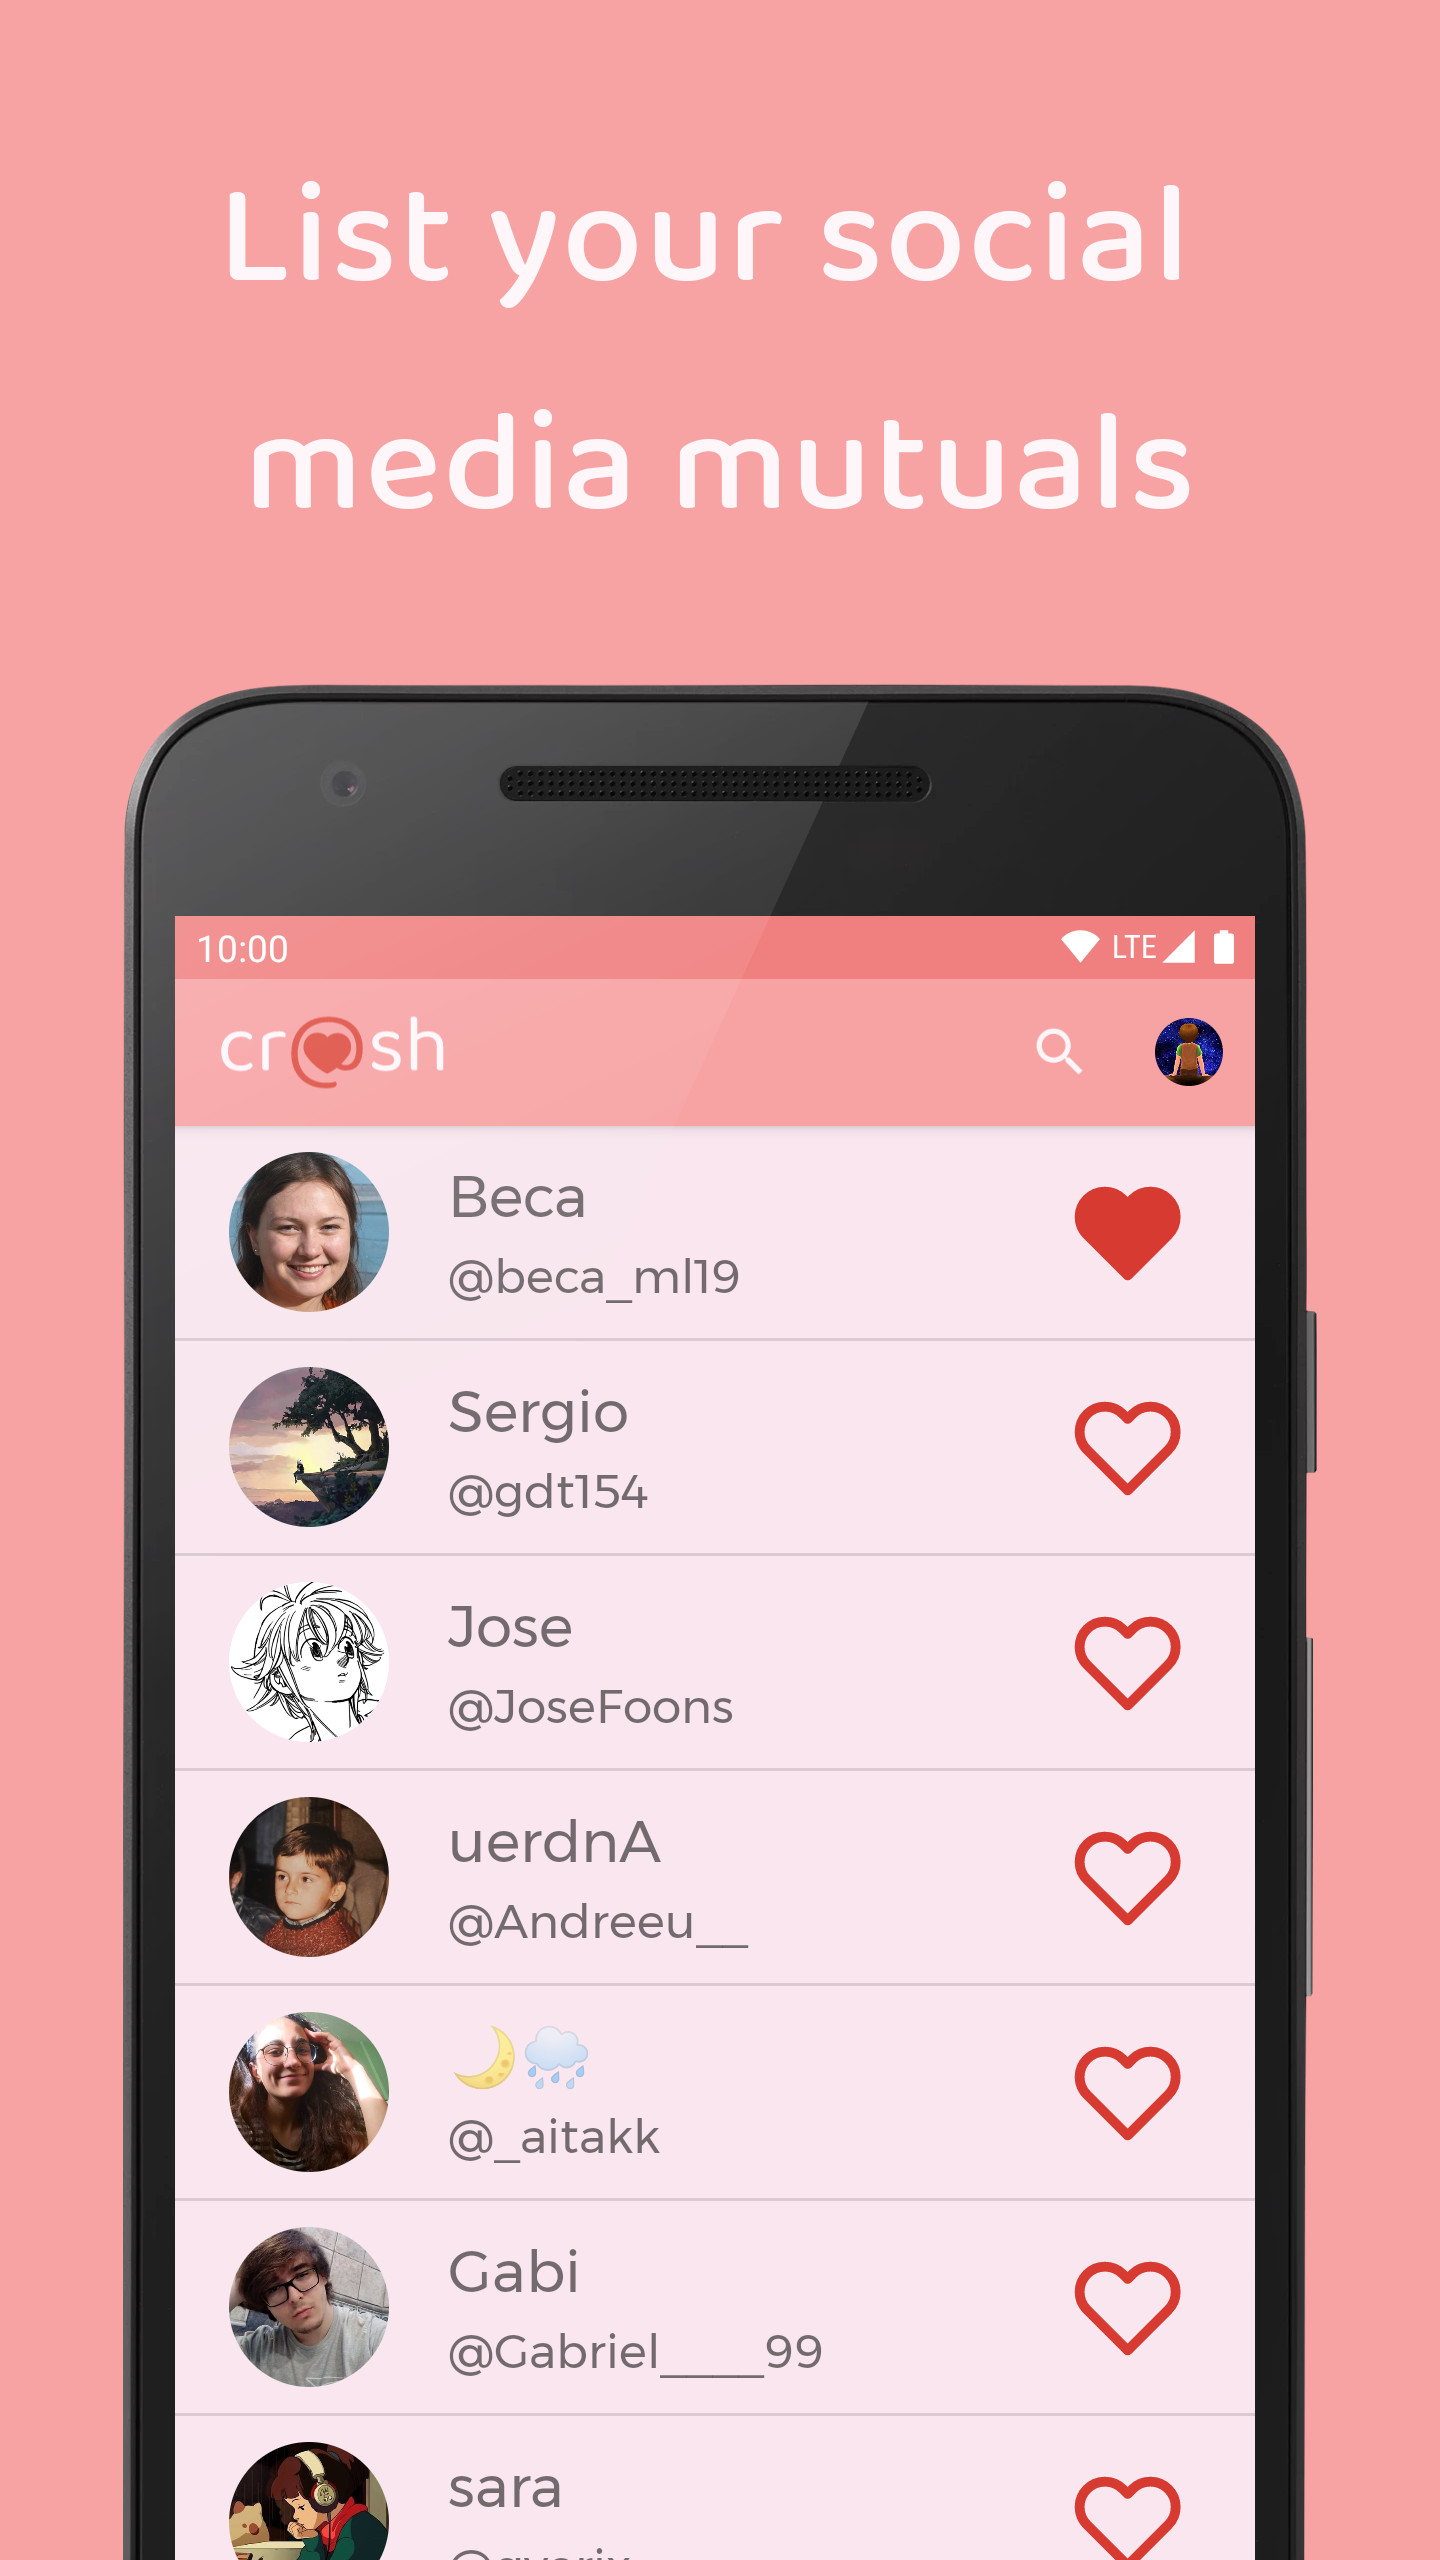 List your social
media mutuals
10:00 LTE
cr@sh
Beca
@beca_ml19
Sergio
@gdt154
Jose
@JoseFoons
uerdnA
@Andreeu__
🌙🌧️
@_aitakk
Gabi
@Gabriel____99
sara